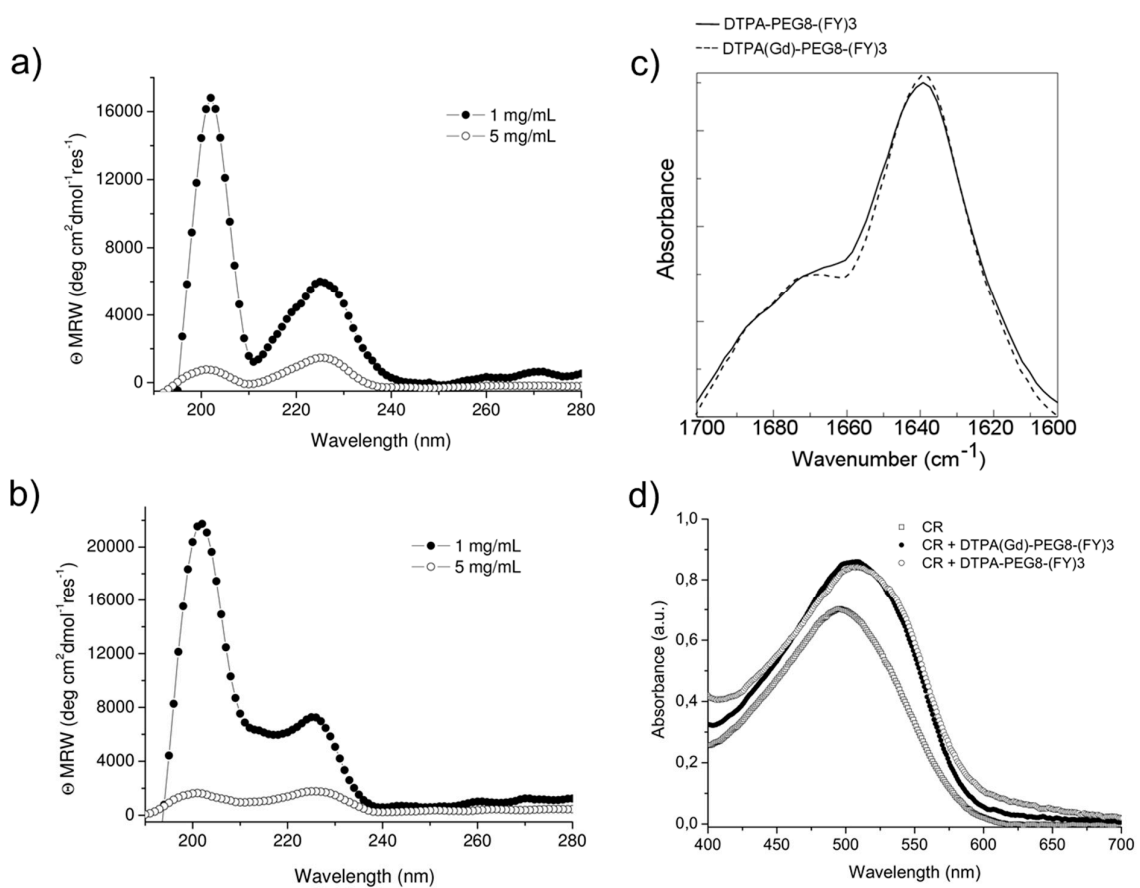 a)
Θ MRW (deg cm²dmol⁻¹res⁻¹)
16000
12000
8000
4000
0
1 mg/mL
5 mg/mL
200
220
240
260
280
Wavelength (nm)
b)
Θ MRW (deg cm²dmol⁻¹res⁻¹)
20000
16000
12000
8000
4000
0
1 mg/mL
5 mg/mL
200
220
240
260
280
Wavelength (nm)
DTPA-PEG8-(FY)3
DTPA(Gd)-PEG8-(FY)3
c)
Absorbance
1700
1680
1660
1640
1620
1600
Wavenumber (cm⁻¹)
d)
Absorbance (a.u.)
1,0
0,8
0,6
0,4
0,2
0,0
CR
CR + DTPA(Gd)-PEG8-(FY)3
CR + DTPA-PEG8-(FY)3
400
450
500
550
600
650
700
Wavelength (nm)